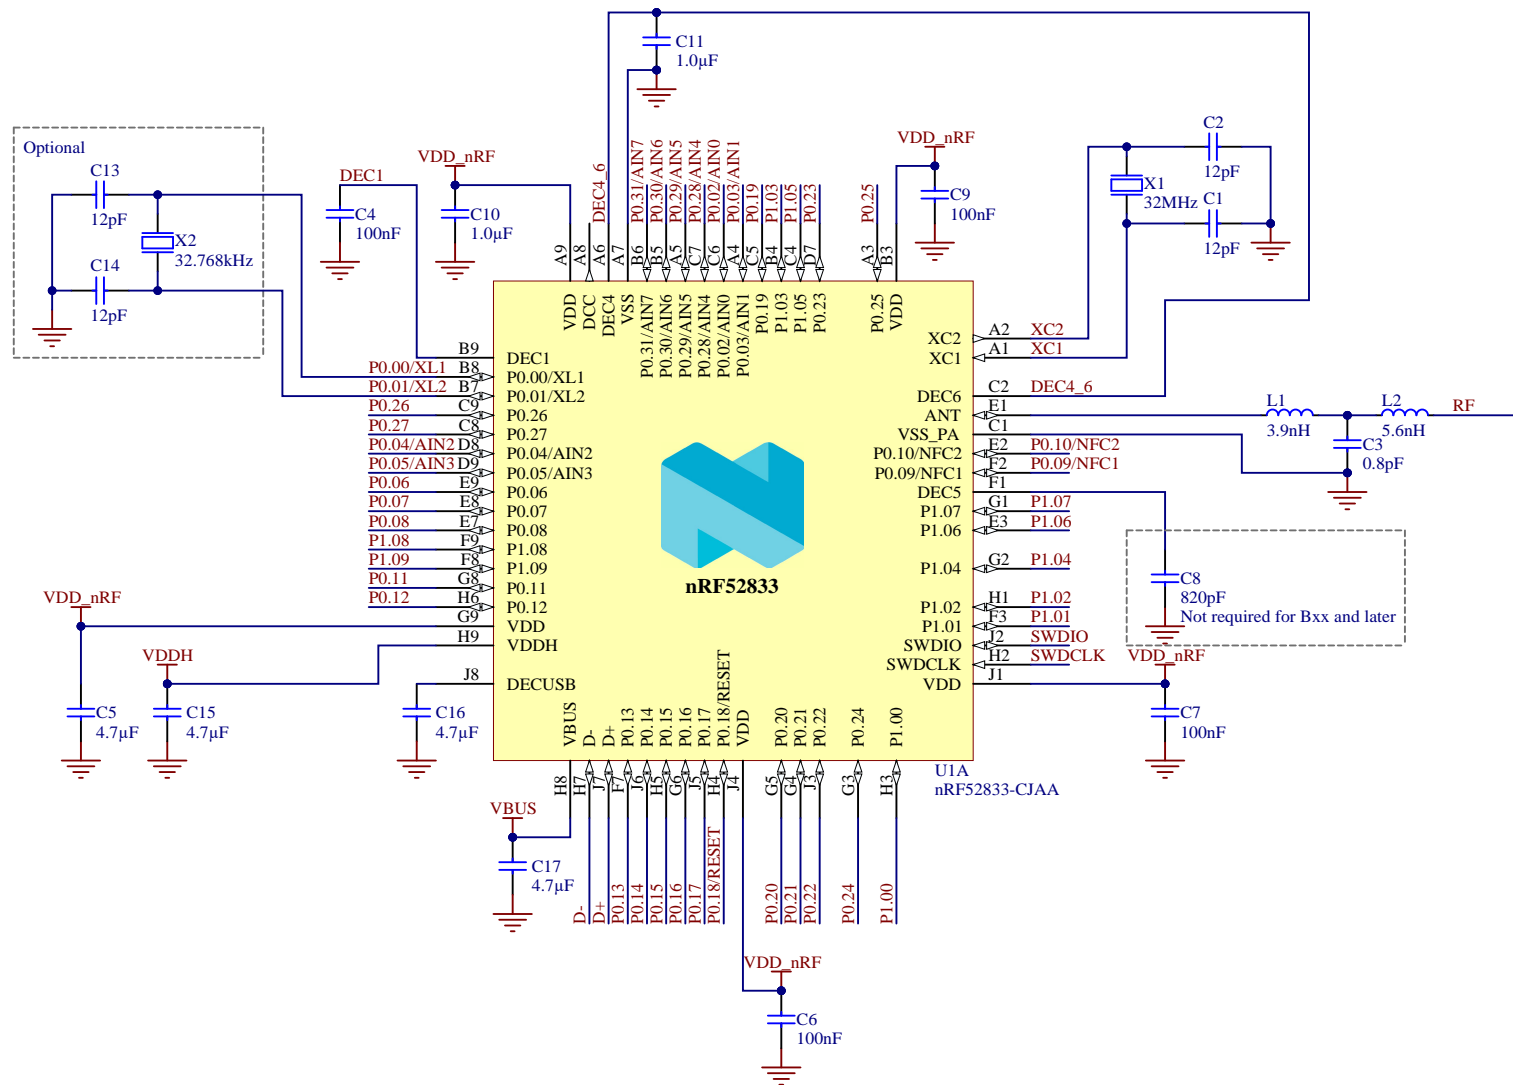 C11
1.0µF
Optional
C13
12pF
X2
32.768kHz
C14
12pF
DEC1
C4
100nF
VDD_nRF
C10
1.0µF
DEC4_6
P0.31/AIN7
P0.30/AIN6
P0.29/AIN5
P0.28/AIN4
P0.02/AIN0
P0.03/AIN1
P0.19
P1.03
P1.05
P0.23
P0.25
VDD_nRF
C9
100nF
C2
12pF
X1
32MHz
C1
12pF
A9
A8
A6
A7
B6
B5
A5
C7
C6
A4
C5
B4
C4
D7
A3
B3
VDD
DCC
DEC4
VSS
P0.31/AIN7
P0.30/AIN6
P0.29/AIN5
P0.28/AIN4
P0.02/AIN0
P0.03/AIN1
P0.19
P1.03
P1.05
P0.23
P0.25
VDD
B9 DEC1
P0.00/XL1 B8 P0.00/XL1
P0.01/XL2 B7 P0.01/XL2
P0.26 C9 P0.26
P0.27 C8 P0.27
P0.04/AIN2 D8 P0.04/AIN2
P0.05/AIN3 D9 P0.05/AIN3
P0.06 E9 P0.06
P0.07 E8 P0.07
P0.08 E7 P0.08
P1.08 F9 P1.08
P1.09 F8 P1.09
P0.11 G8 P0.11
P0.12 H6 P0.12
G9 VDD
H9 VDDH
J8 DECUSB
XC2 A2 XC2
XC1 A1 XC1
DEC6 C2 DEC4_6
ANT E1
VSS_PA C1
P0.10/NFC2 E2 P0.10/NFC2
P0.09/NFC1 F2 P0.09/NFC1
DEC5 F1
P1.07 G1 P1.07
P1.06 E3 P1.06
P1.04 G2 P1.04
P1.02 H1 P1.02
P1.01 F3 P1.01
SWDIO J2 SWDIO
SWDCLK H2 SWDCLK
VDD J1
L1
3.9nH
L2
5.6nH
RF
C3
0.8pF
C8
820pF
Not required for Bxx and later
VDD_nRF
C7
100nF
nRF52833
VDD_nRF
C5
4.7µF
VDDH
C15
4.7µF
C16
4.7µF
VBUS
D-
D+
P0.13
P0.14
P0.15
P0.16
P0.17
P0.18/RESET
VDD
P0.20
P0.21
P0.22
P0.24
P1.00
U1A
nRF52833-CJAA
H8
H7
J7
F7
J6
H5
G6
J5
H4
J4
G5
G4
J3
G3
H3
VBUS
C17
4.7µF
D-
D+
P0.13
P0.14
P0.15
P0.16
P0.17
P0.18/RESET
P0.20
P0.21
P0.22
P0.24
P1.00
VDD_nRF
C6
100nF